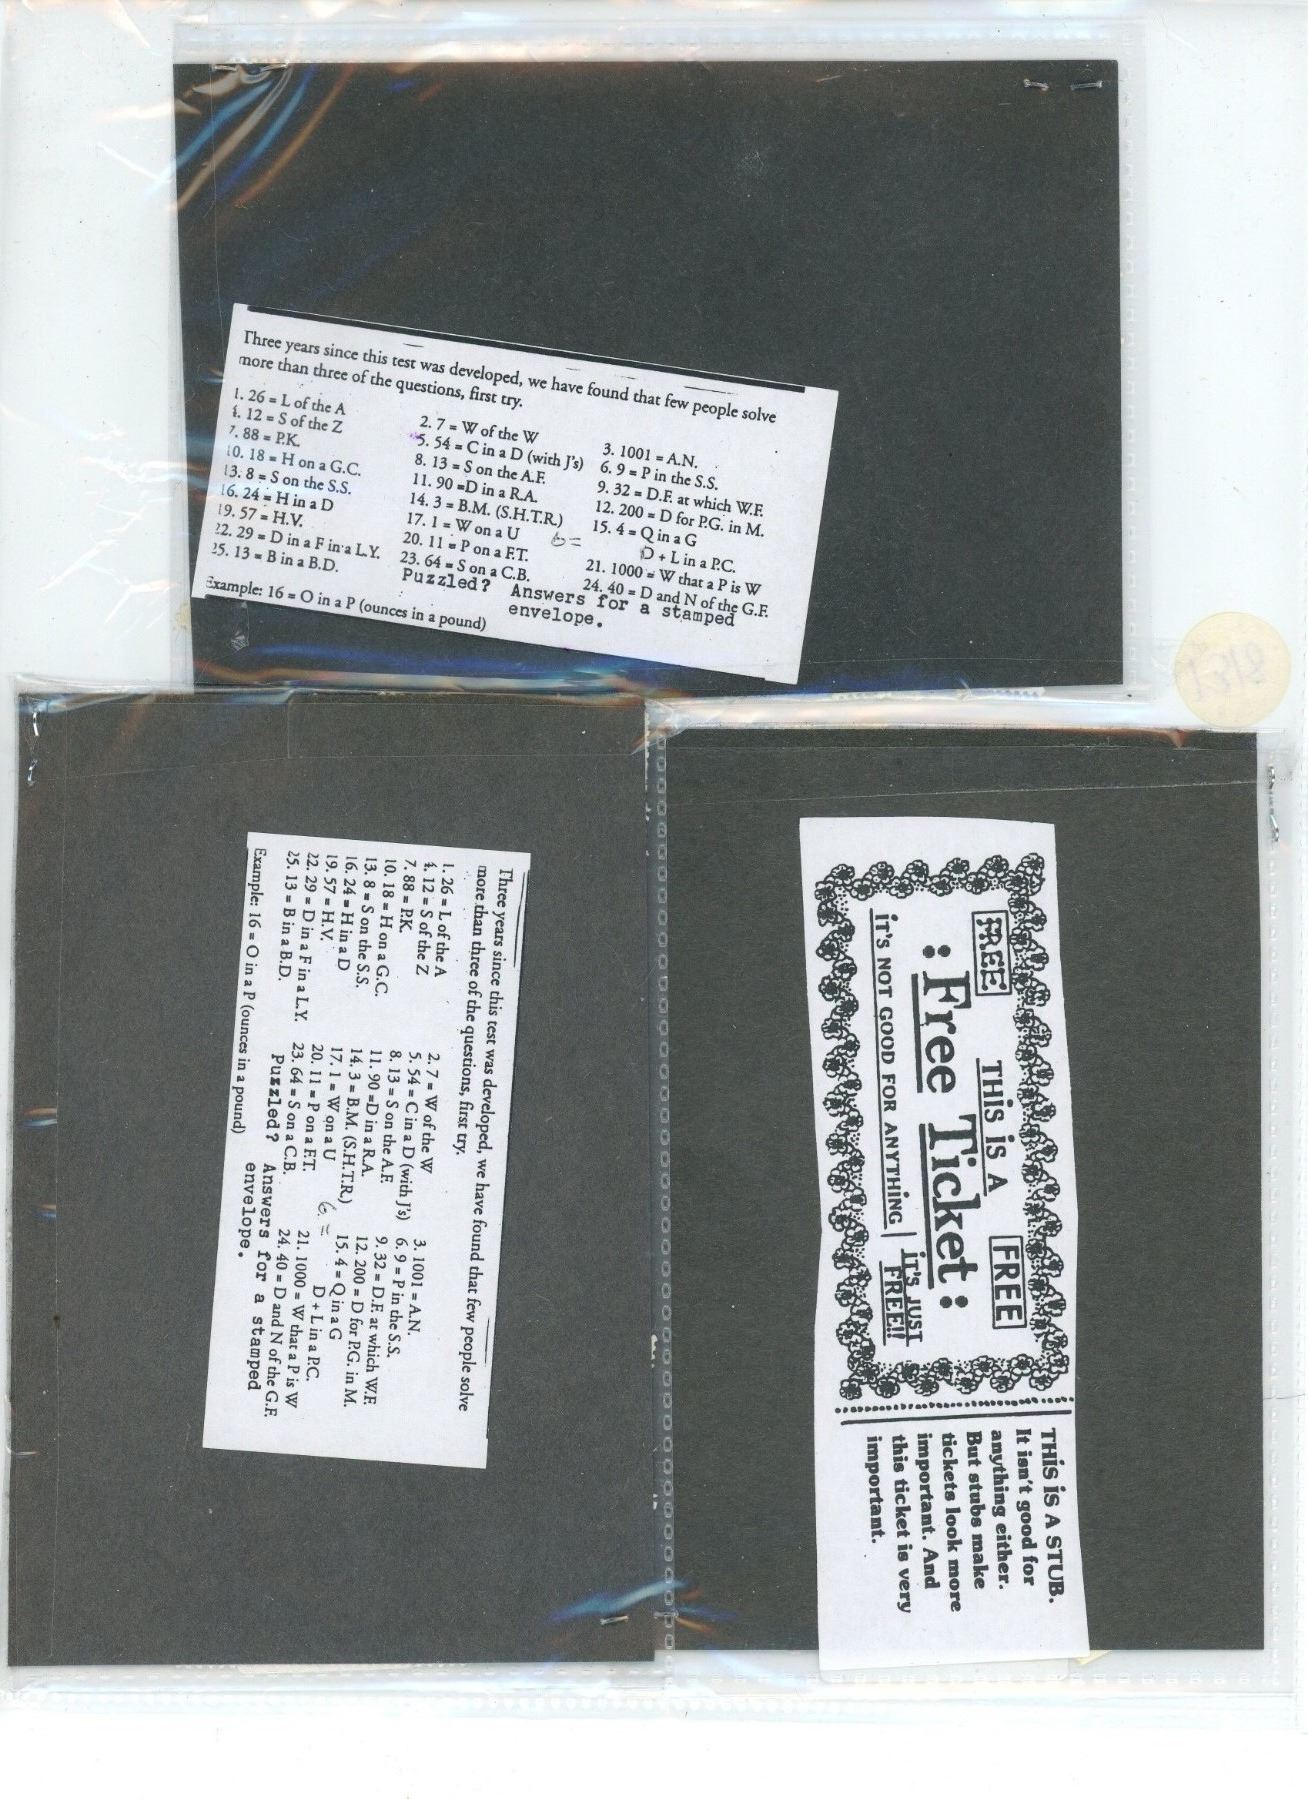 Three years since this test was developed, we have found that few people solve
more than three of the questions, first try.
1. 26 = L of the A
4. 12 = S of the Z
7. 88 = P.K.
10. 18 = H on a G.C.
13. 8 = S on the S.S.
16. 24 = H in a D
19. 57 = H.V.
22. 29 = D in a F in a L.Y.
25. 13 = B in a B.D.
2. 7 = W of the W
5. 54 = C in a D (with J's)
8. 13 = S on the A.F.
11. 90 =D in a R.A.
14. 3 = B.M. (S.H.T.R.)
17. 1 = W on a U
20. 11 = P on a F.T.
23. 64 = S on a C.B.
3. 1001 = A.N.
6. 9 = P in the S.S.
9. 32 = D.F. at which W.F.
12. 200 = D for P.G. in M.
15. 4 = Q in a G
6 = D + L in a P.C.
21. 1000 = W that a P is W
24. 40 = D and N of the G.F.
Puzzled? Answers for a stamped
envelope.
Example: 16 = O in a P (ounces in a pound)
Three years since this test was developed, we have found that few people solve
more than three of the questions, first try.
1. 26 = L of the A
4. 12 = S of the Z
7. 88 = P.K.
10. 18 = H on a G.C.
13. 8 = S on the S.S.
16. 24 = H in a D
19. 57 = H.V.
22. 29 = D in a F in a L.Y.
25. 13 = B in a B.D.
2. 7 = W of the W
5. 54 = C in a D (with J's)
8. 13 = S on the A.F.
11. 90 =D in a R.A.
14. 3 = B.M. (S.H.T.R.)
17. 1 = W on a U
20. 11 = P on a F.T.
23. 64 = S on a C.B.
3. 1001 = A.N.
6. 9 = P in the S.S.
9. 32 = D.F. at which W.F.
12. 200 = D for P.G. in M.
15. 4 = Q in a G
6. = D + L in a P.C.
21. 1000 = W that a P is W
24. 40 = D and N of the G.F.
Puzzled? Answers for a stamped
envelope.
Example: 16 = O in a P (ounces in a pound)
FREE THiS iS A FREE
: Free Ticket :
iT'S NOT GOOD FOR ANYTHING iT'S JUST
FREE!!
THiS iS A STUB.
It isn't good for
anything either.
But stubs make
tickets look more
important. And
this ticket is very
important.